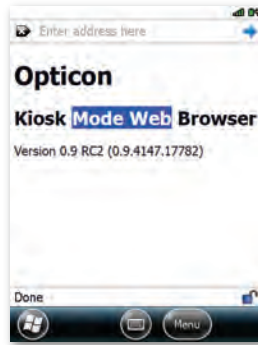 Enter address here
Opticon
Kiosk Mode Web Browser
Version 0.9 RC2 (0.9.4147.17782)
Done
Menu